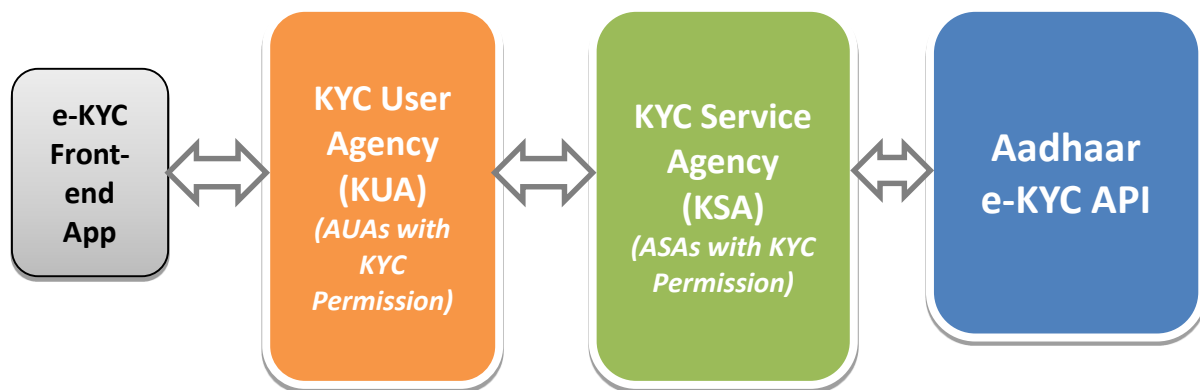 e-KYC
Front-
end
App
KYC User
Agency
(KUA)
(AUAs with
KYC
Permission)
KYC Service
Agency
(KSA)
(ASAs with KYC
Permission)
Aadhaar
e-KYC API